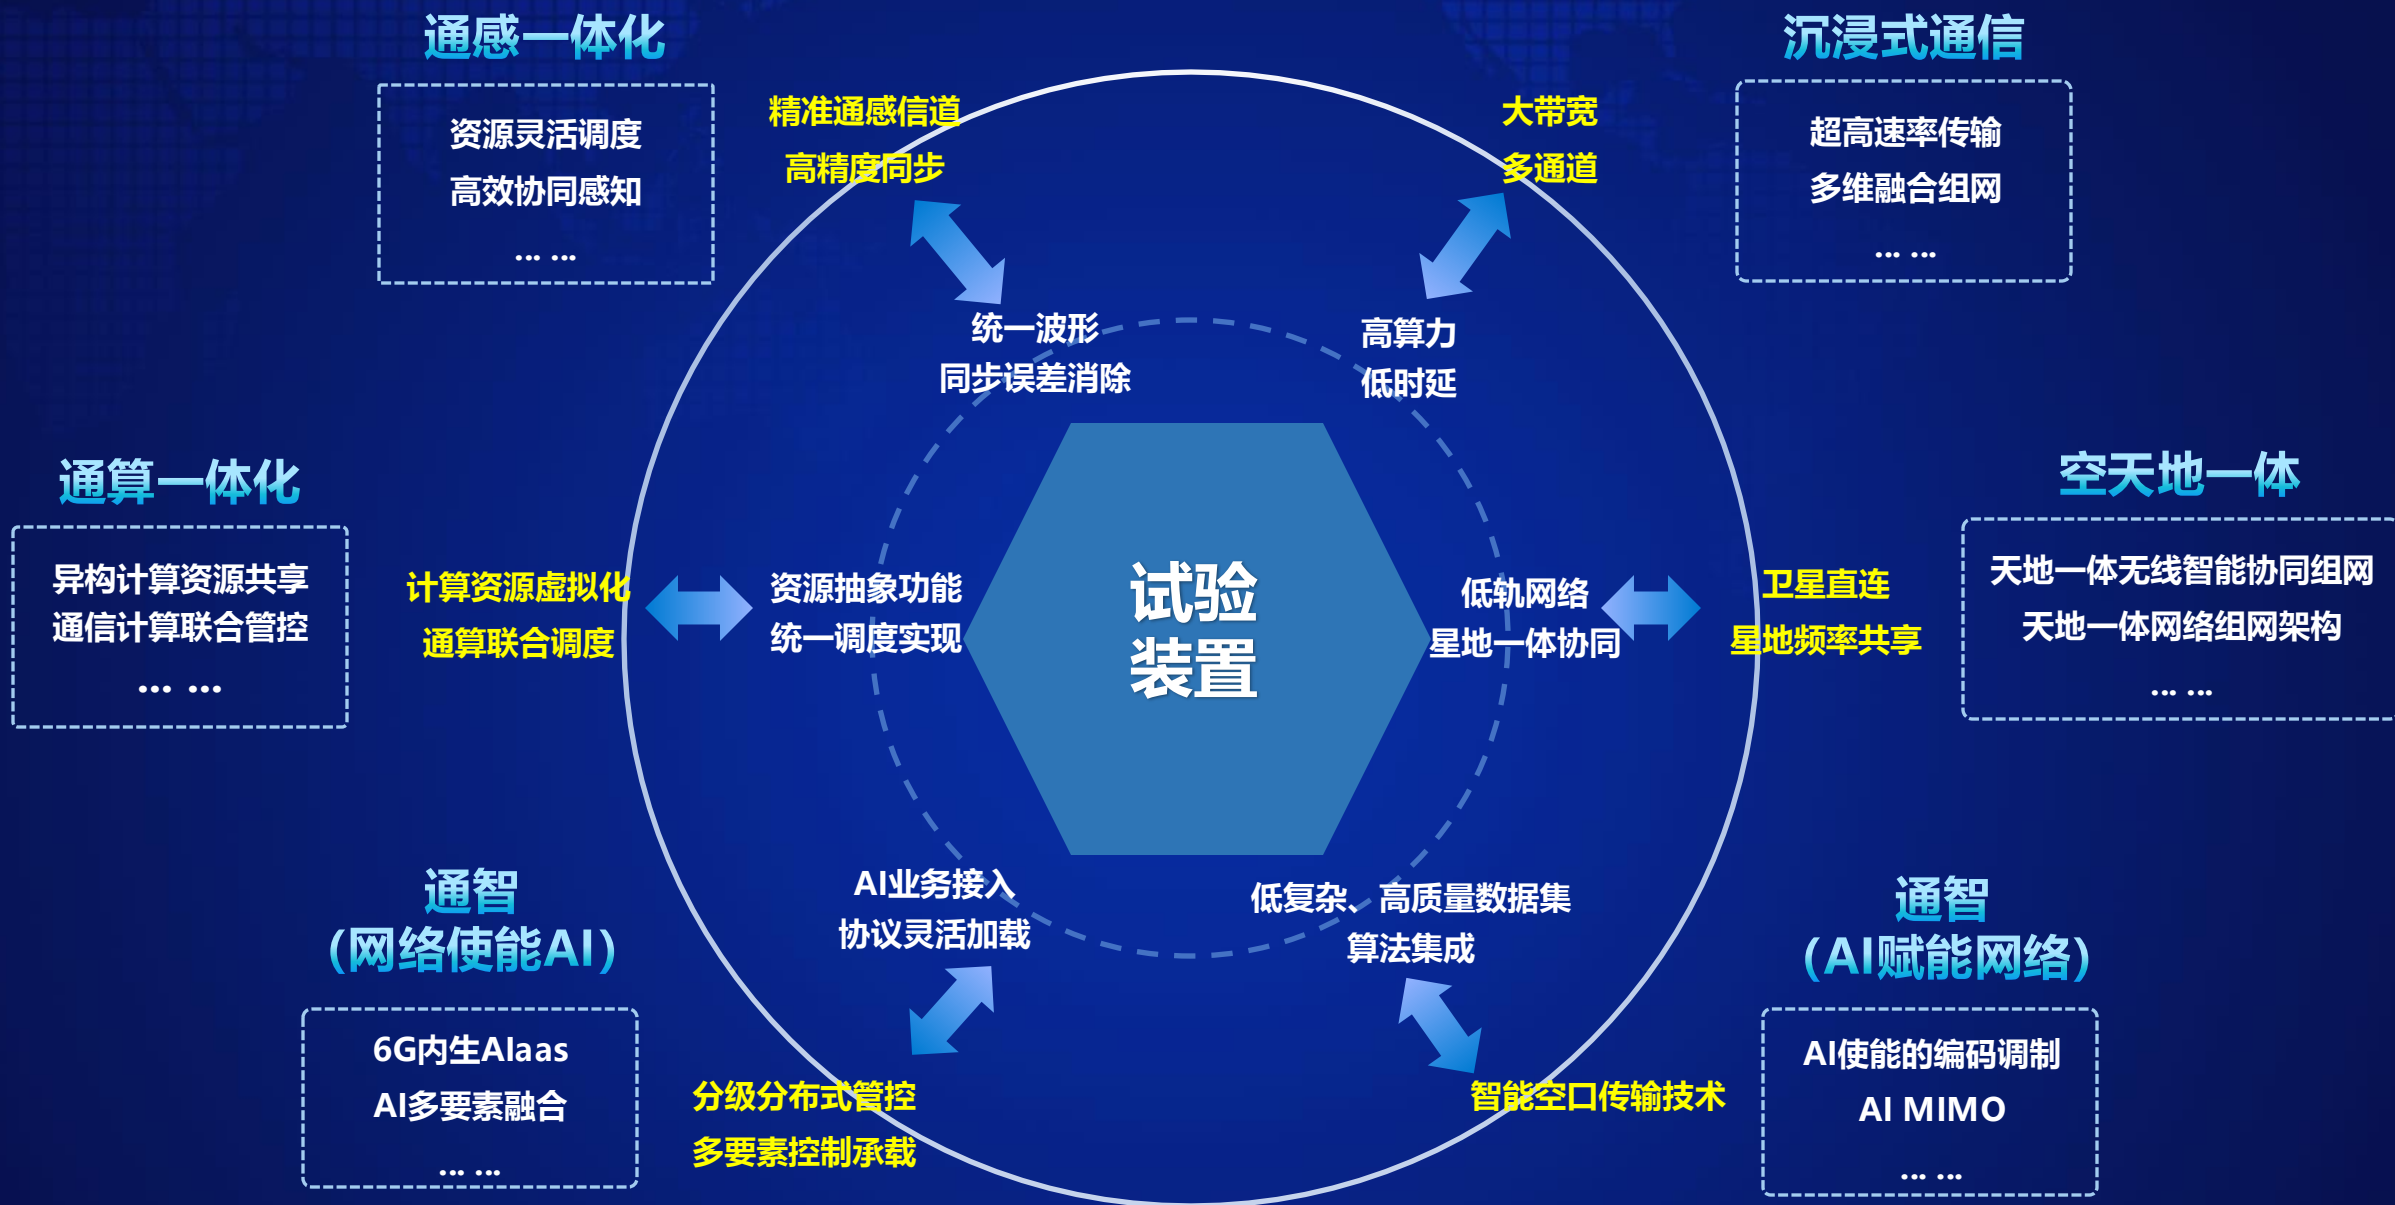 通感一体化
资源灵活调度
高效协同感知
... ...
精准通感信道
高精度同步
统一波形
同步误差消除
大带宽
多通道
高算力
低时延
沉浸式通信
超高速率传输
多维融合组网
... ...
通算一体化
异构计算资源共享
通信计算联合管控
... ...
计算资源虚拟化
通算联合调度
资源抽象功能
统一调度实现
试验
装置
低轨网络
星地一体协同
卫星直连
星地频率共享
空天地一体
天地一体无线智能协同组网
天地一体网络组网架构
... ...
通智
(网络使能AI)
6G内生AIaas
AI多要素融合
... ...
AI业务接入
协议灵活加载
分级分布式管控
多要素控制承载
低复杂、高质量数据集
算法集成
智能空口传输技术
通智
(AI赋能网络)
AI使能的编码调制
AI MIMO
... ...